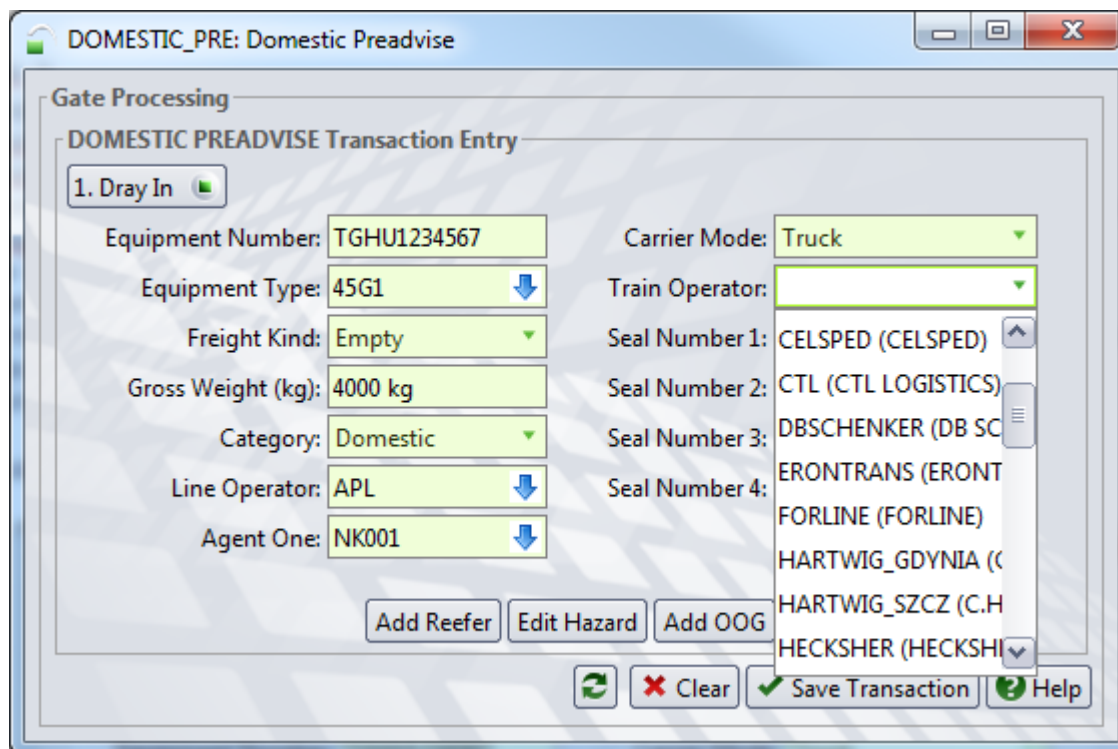 DOMESTIC_PRE: Domestic Preadvise
Gate Processing
DOMESTIC PREADVISE Transaction Entry
1. Dray In
Equipment Number: TGHU1234567
Equipment Type: 45G1
Freight Kind: Empty
Gross Weight (kg): 4000 kg
Category: Domestic
Line Operator: APL
Agent One: NK001
Carrier Mode: Truck
Train Operator:
Seal Number 1:
Seal Number 2:
Seal Number 3:
Seal Number 4:
CELSPED (CELSPED)
CTL (CTL LOGISTICS)
DBSCHENKER (DB SC
ERONTRANS (ERONT
FORLINE (FORLINE)
HARTWIG_GDYNIA (
HARTWIG_SZCZ (C.H
HECKSHER (HECKSH
Add Reefer Edit Hazard Add OOG
Clear Save Transaction Help